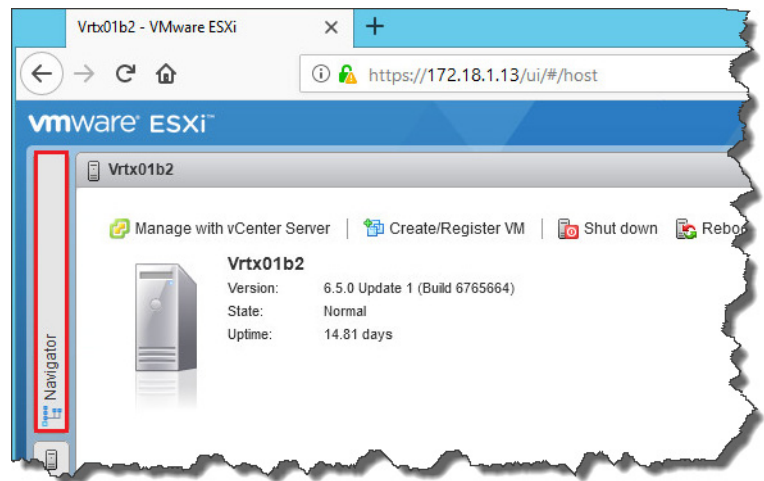 Vrtx01b2 - VMware ESXi
https://172.18.1.13/ui/#/host
vmware® ESXi™
Vrtx01b2
Manage with vCenter Server | Create/Register VM | Shut down
Vrtx01b2
Version: 6.5.0 Update 1 (Build 6765664)
State: Normal
Uptime: 14.81 days
Navigator